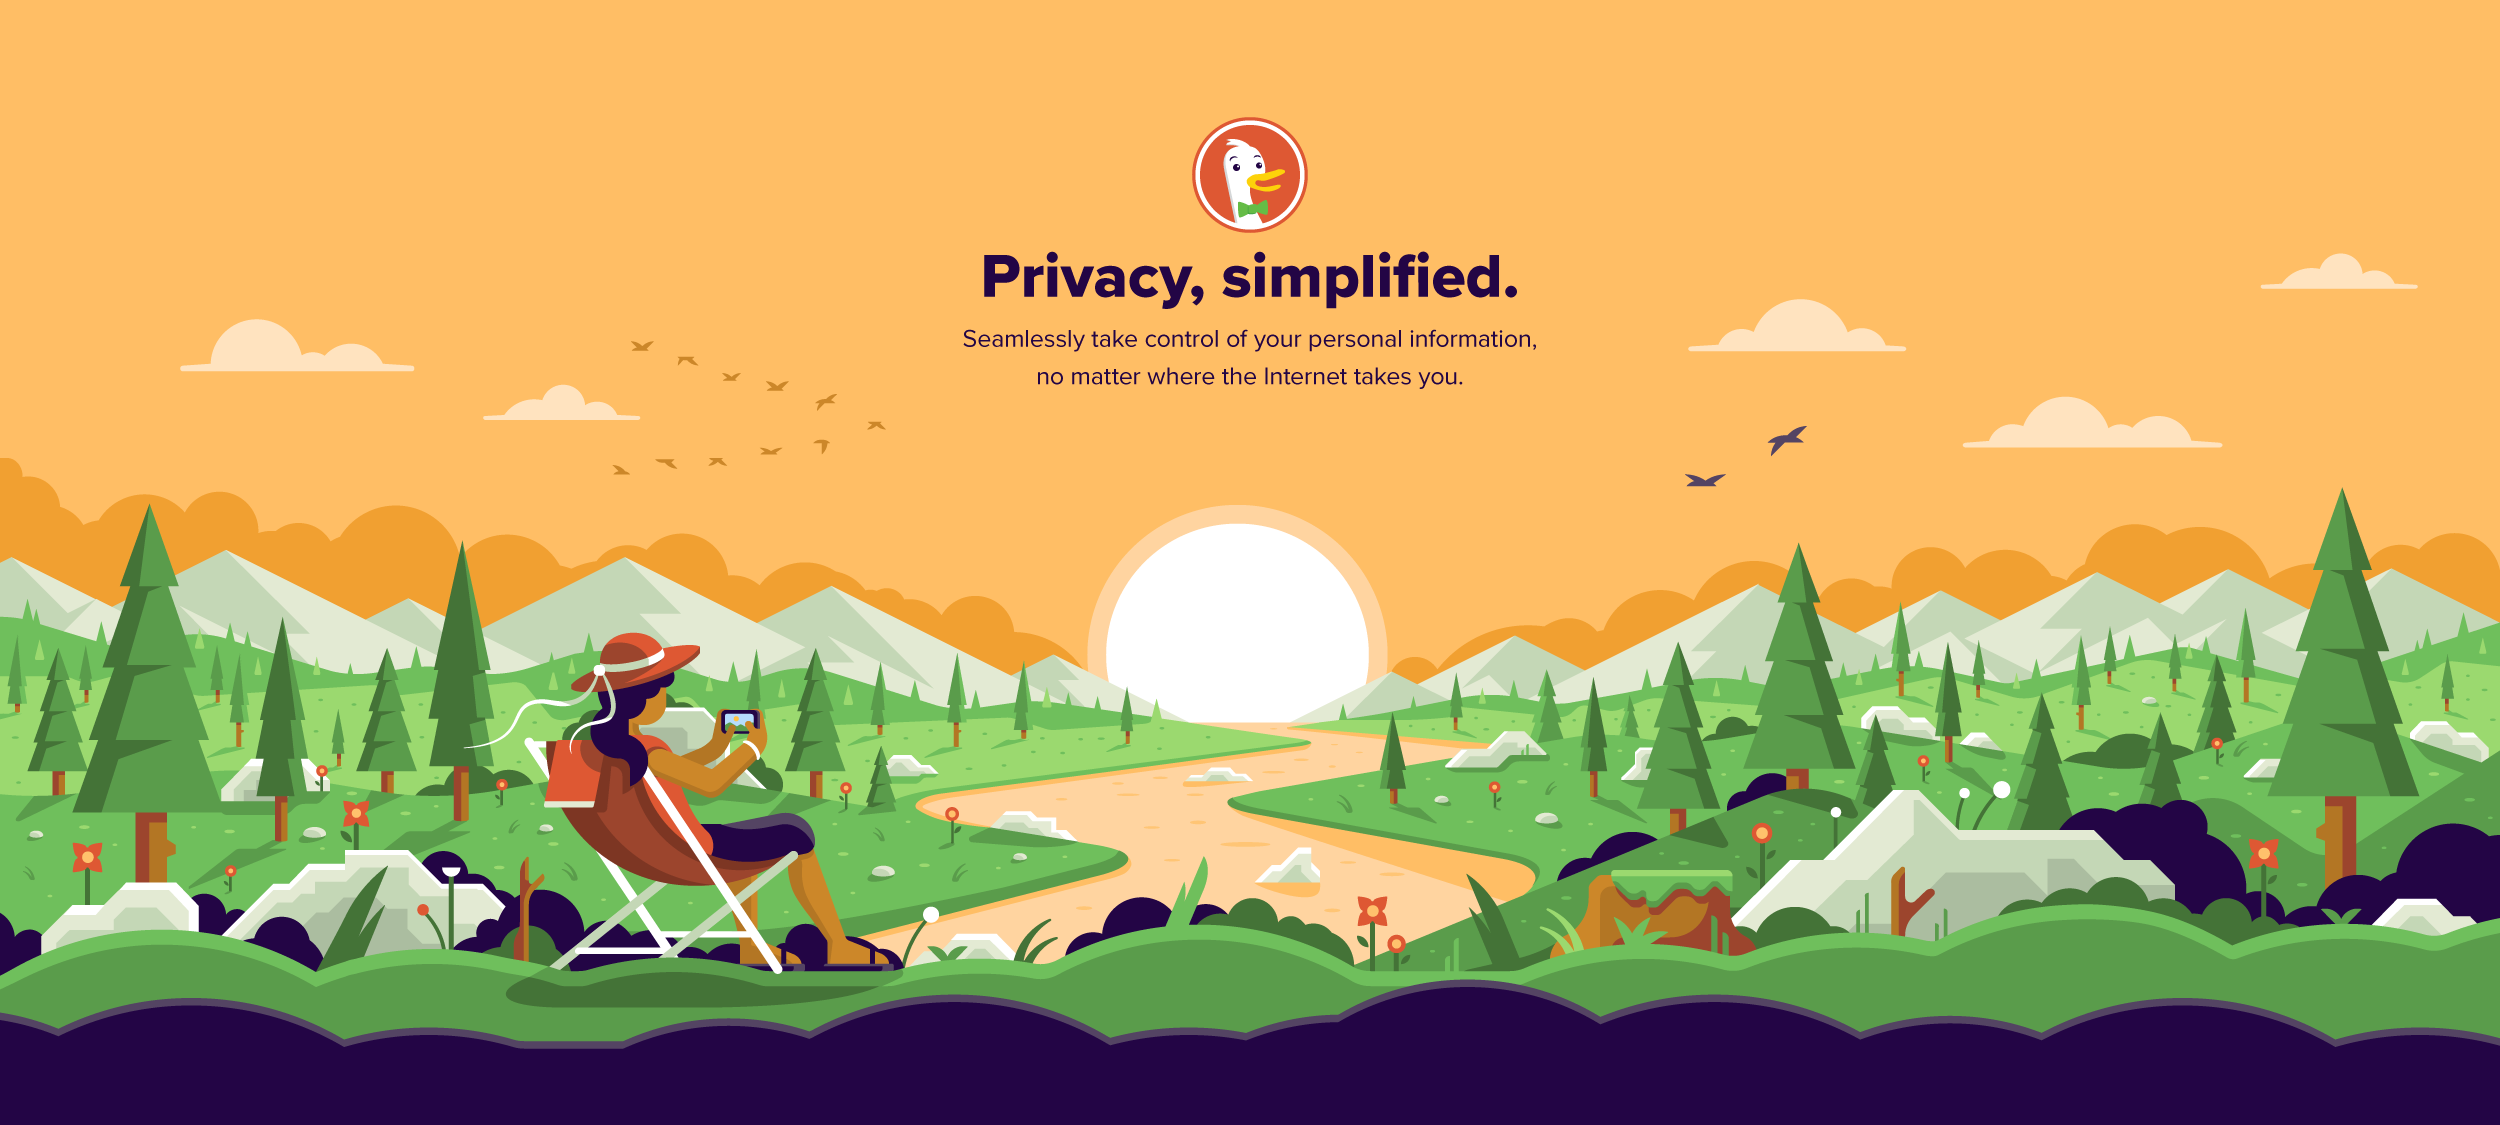 Privacy, simplified.
Seamlessly take control of your personal information,
no matter where the Internet takes you.